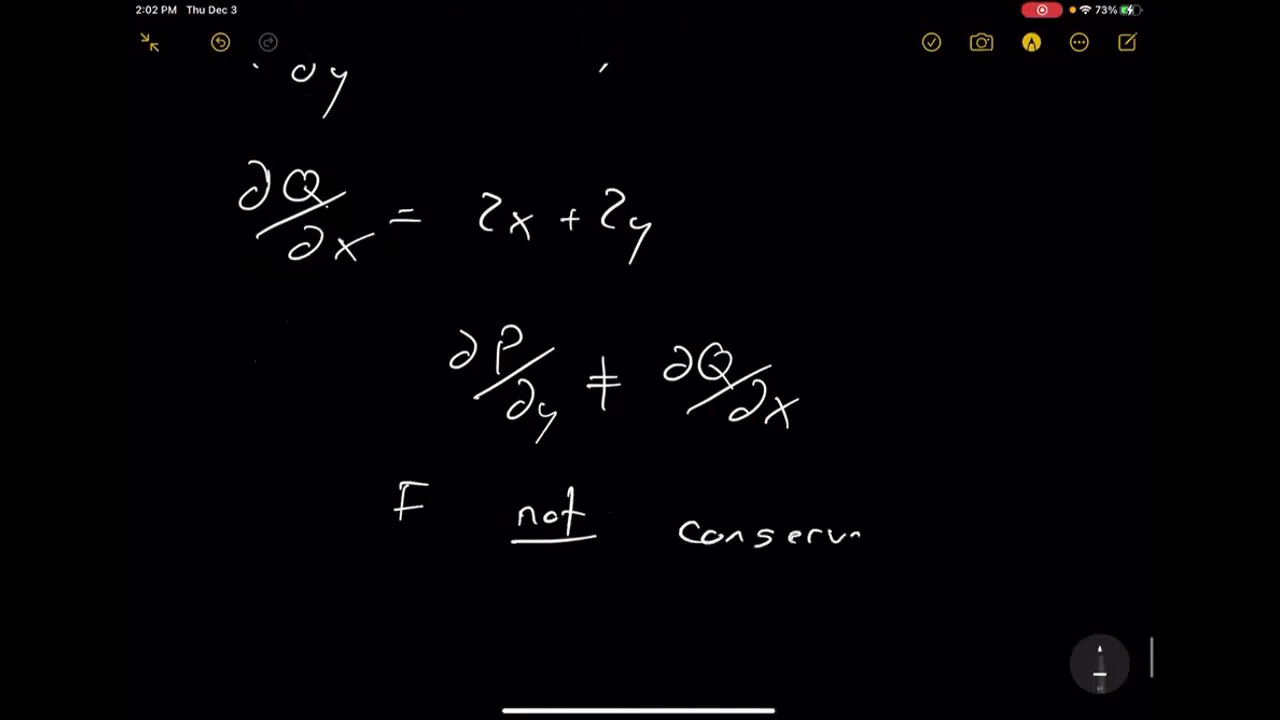 2:02 PM Thu Dec 3
73%
∂y
∂Q/∂x = 2x + 2y
∂P/∂y ≠ ∂Q/∂x
F not conserv